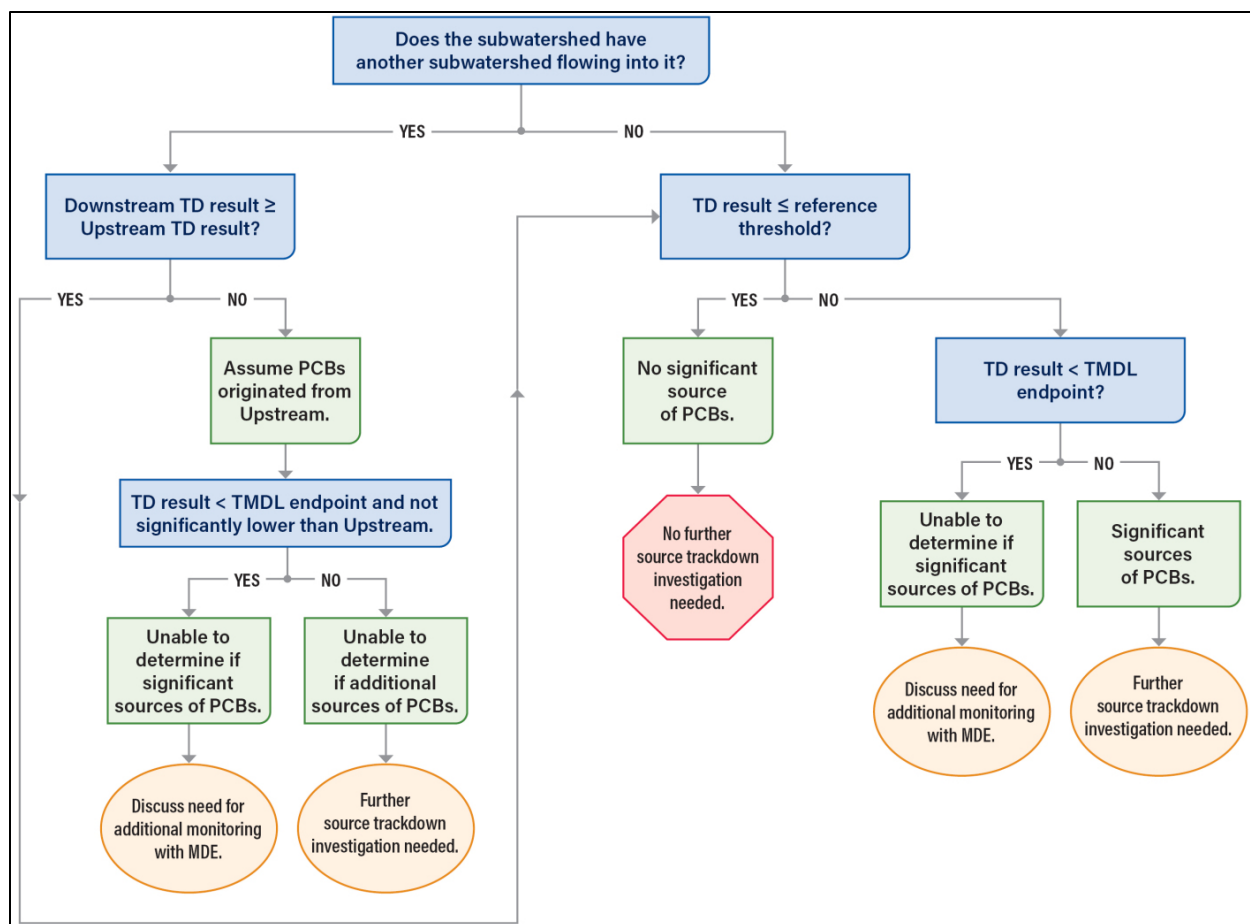 Does the subwatershed have
another subwatershed flowing into it?
YES
NO
Downstream TD result ≥
Upstream TD result?
TD result ≤ reference
threshold?
YES
NO
YES
NO
Assume PCBs
originated from
Upstream.
No significant
source
of PCBs.
TD result < TMDL
endpoint?
TD result < TMDL endpoint and not
significantly lower than Upstream.
YES
NO
No further
source trackdown
investigation
needed.
Unable to
determine if
significant
sources of PCBs.
Significant
sources
of PCBs.
YES
NO
Unable to
determine if
significant
sources of PCBs.
Unable to
determine
if additional
sources of PCBs.
Discuss need for
additional monitoring
with MDE.
Further
source trackdown
investigation needed.
Discuss need for
additional monitoring
with MDE.
Further
source trackdown
investigation needed.